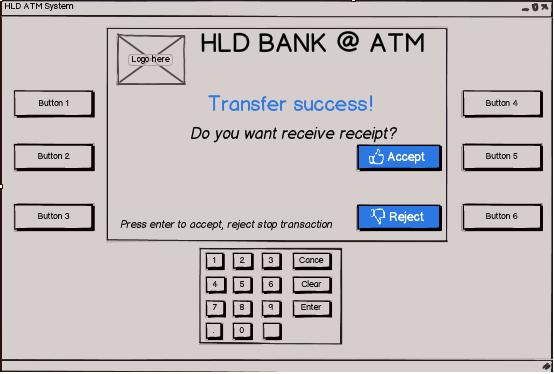 HLD ATM System
Logo here
HLD BANK @ ATM
Transfer success!
Do you want receive receipt?
Button 1
Button 2
Button 3
Accept
Reject
Press enter to accept, reject stop transaction
Button 4
Button 5
Button 6
1 2 3 Cance
4 5 6 Clear
7 8 9 Enter
. 0